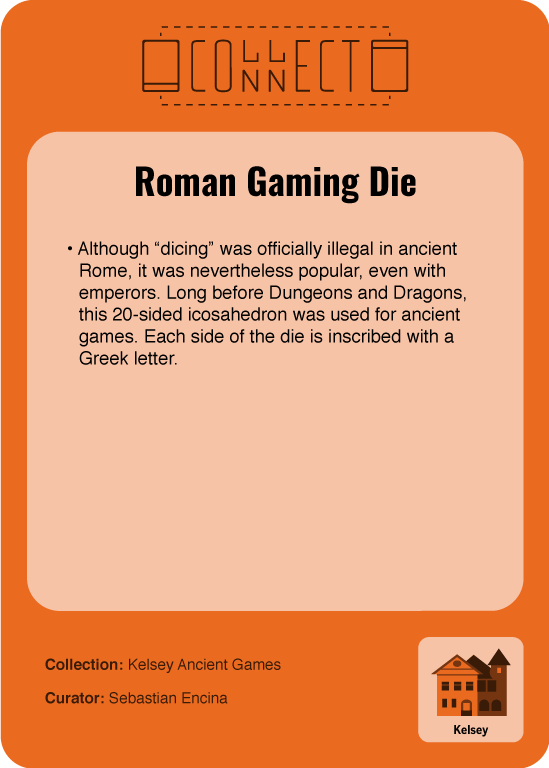 COLLECT
CONNECT
Roman Gaming Die
• Although “dicing” was officially illegal in ancient
Rome, it was nevertheless popular, even with
emperors. Long before Dungeons and Dragons,
this 20-sided icosahedron was used for ancient
games. Each side of the die is inscribed with a
Greek letter.
Collection: Kelsey Ancient Games
Curator: Sebastian Encina
Kelsey